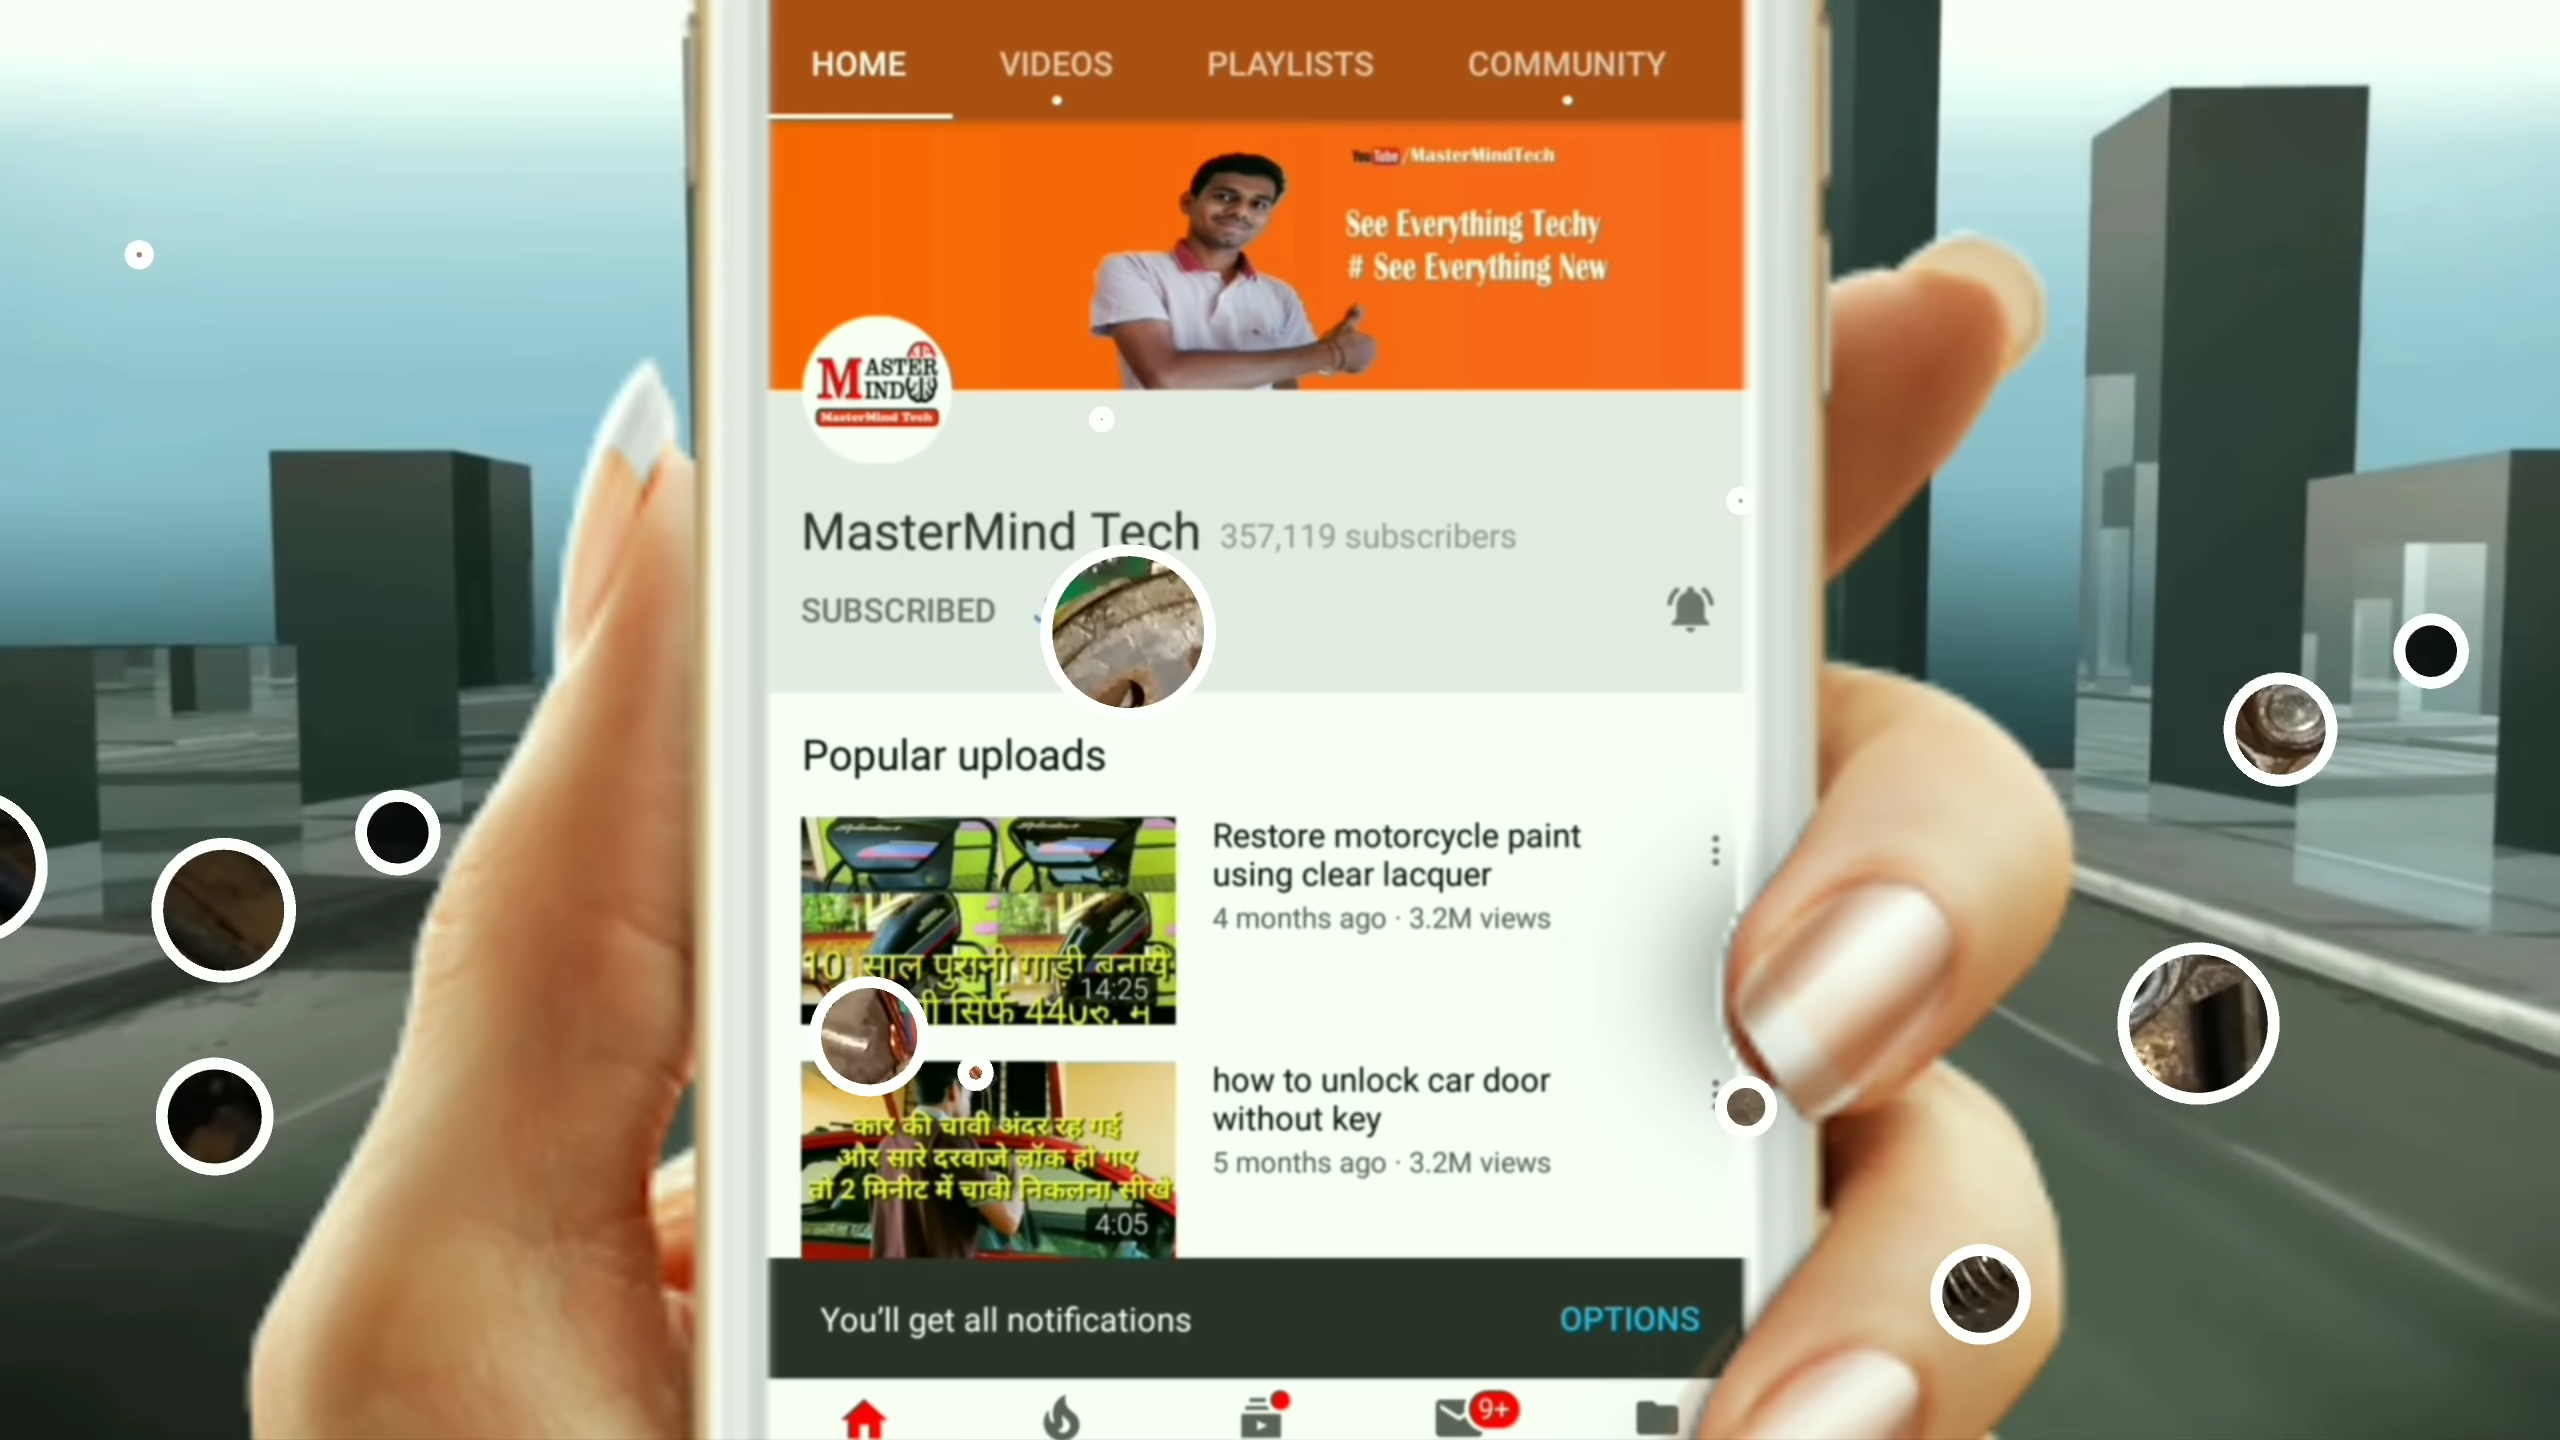 HOME VIDEOS PLAYLISTS COMMUNITY
YouTube/MasterMindTech
See Everything Techy
# See Everything New
MASTER
MIND
MasterMind Tech
MasterMind Tech 357,119 subscribers
SUBSCRIBED
Popular uploads
Restore motorcycle paint
using clear lacquer
4 months ago · 3.2M views
10 साल पुरानी गाड़ी बनाये
सिर्फ 440रु. में
14:25
how to unlock car door
without key
5 months ago · 3.2M views
कार की चावी अंदर रह गई
और सारे दरवाजे लॉक हो गए
तो 2 मिनीट में चावी निकलना सीखे
4:05
You'll get all notifications OPTIONS
9+